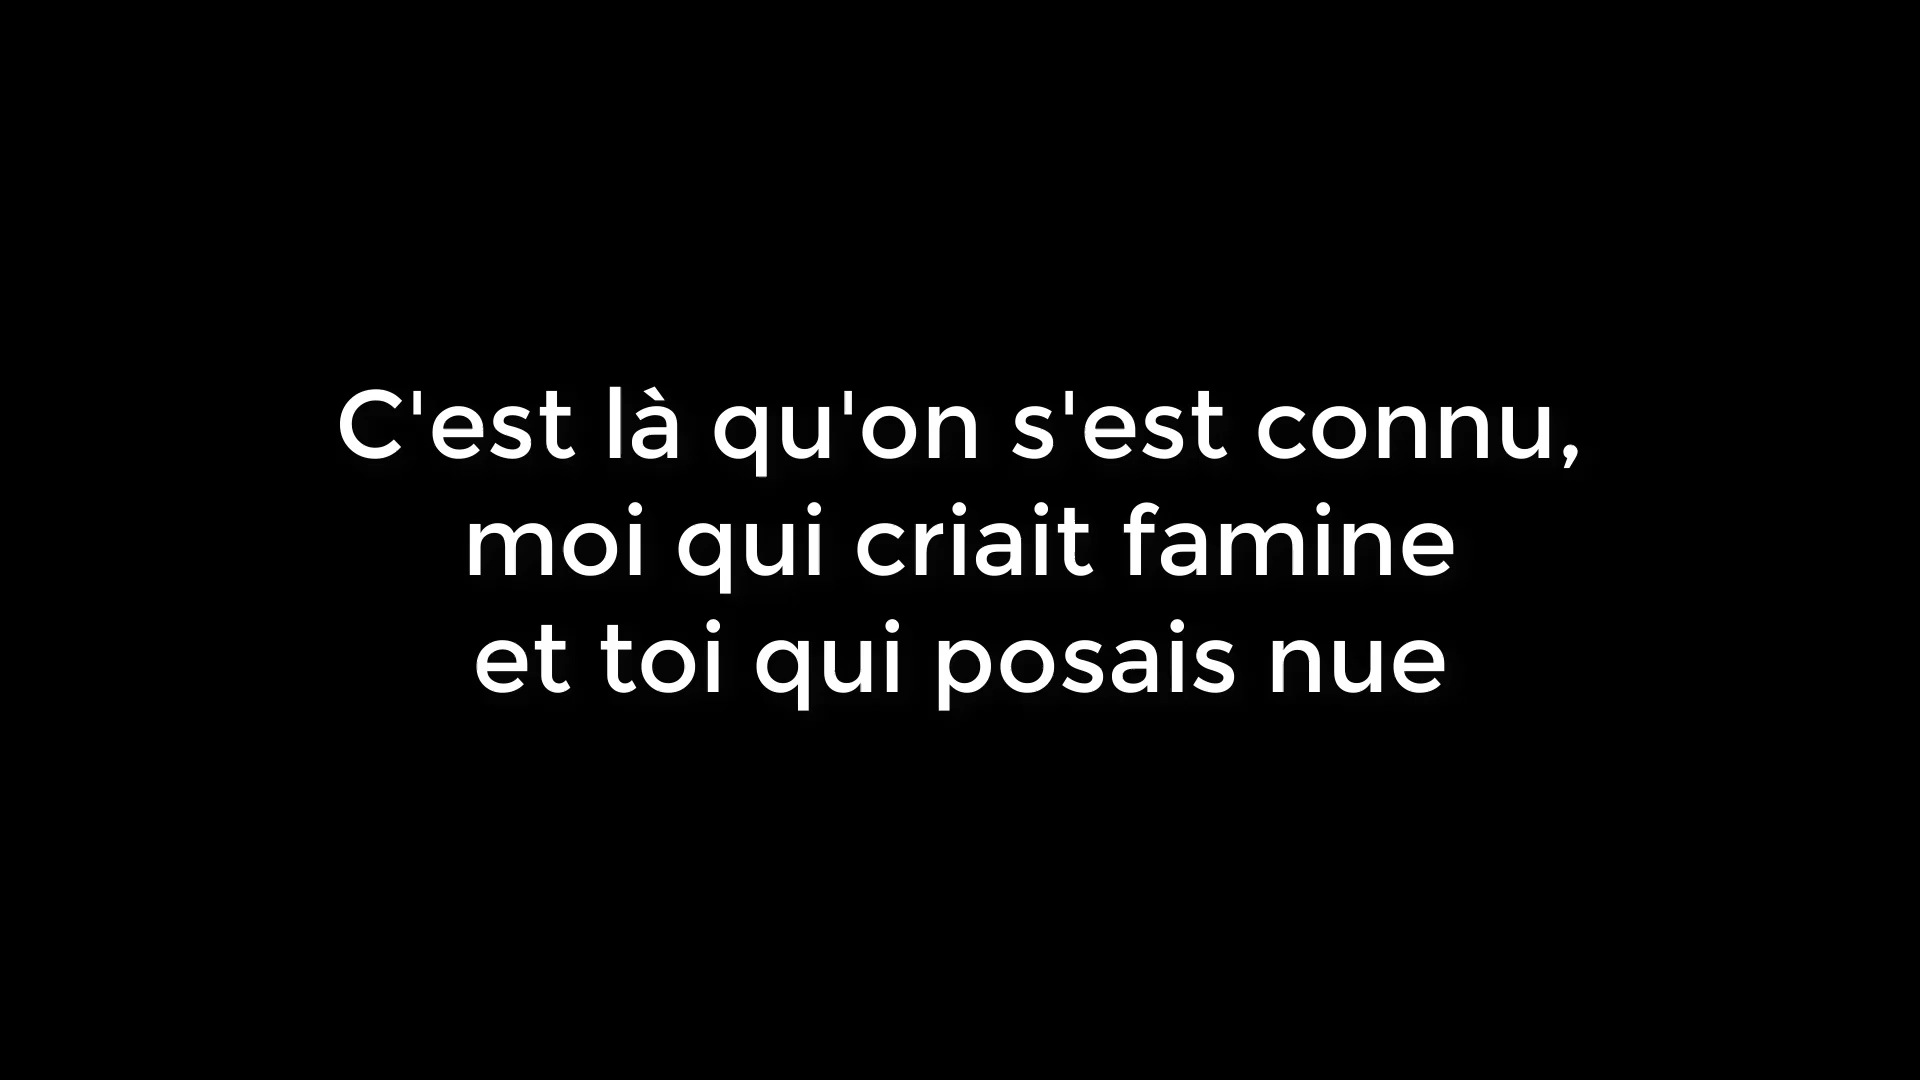 C'est là qu'on s'est connu,
moi qui criait famine
et toi qui posais nue